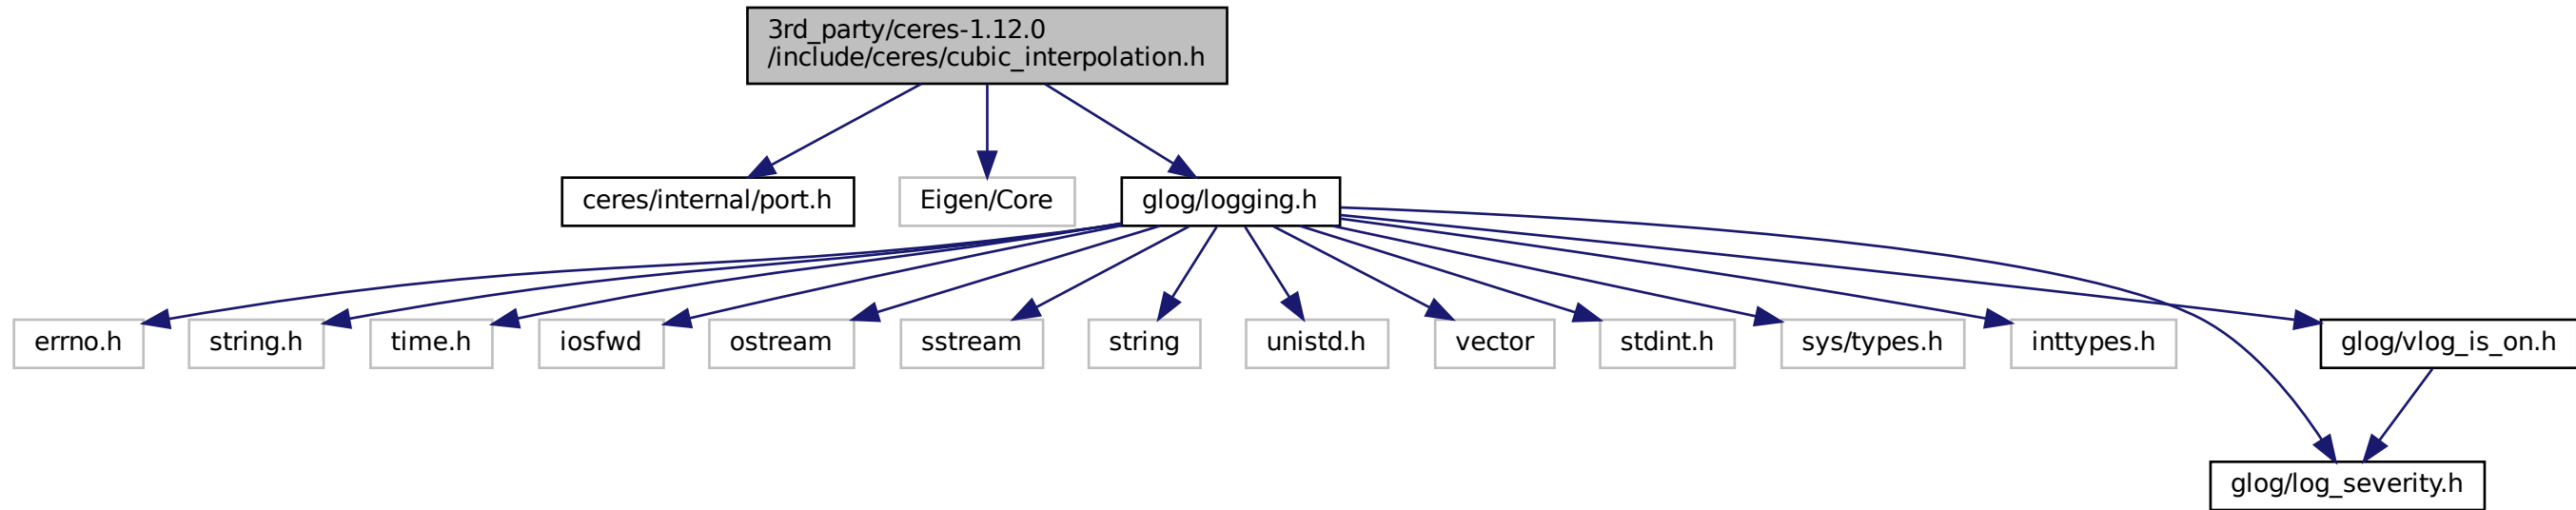 3rd_party/ceres-1.12.0
/include/ceres/cubic_interpolation.h
ceres/internal/port.h
Eigen/Core
glog/logging.h
errno.h
string.h
time.h
iosfwd
ostream
sstream
string
unistd.h
vector
stdint.h
sys/types.h
inttypes.h
glog/vlog_is_on.h
glog/log_severity.h